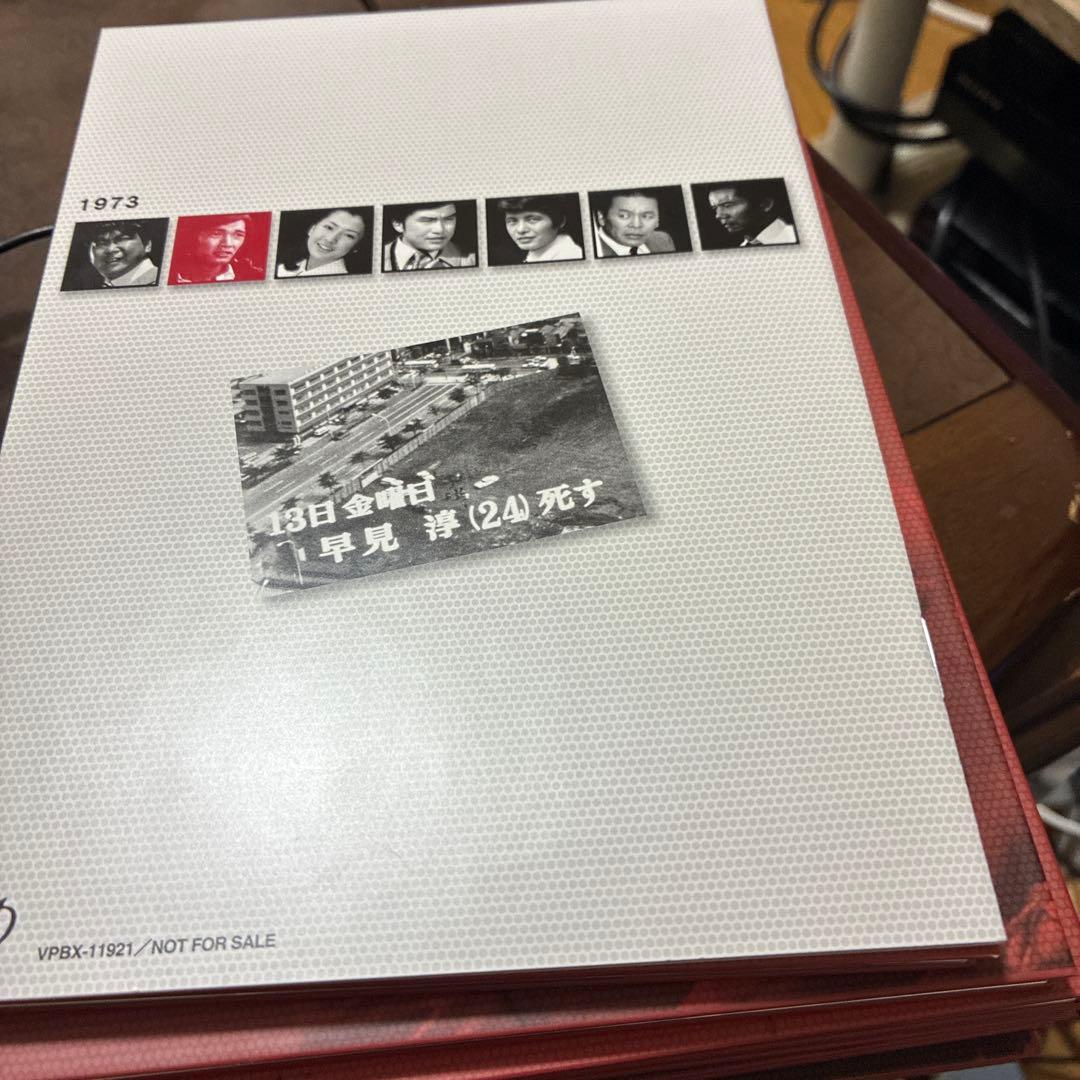 1973
13日金曜日
早見 淳(24)死す
VPBX-11921/NOT FOR SALE